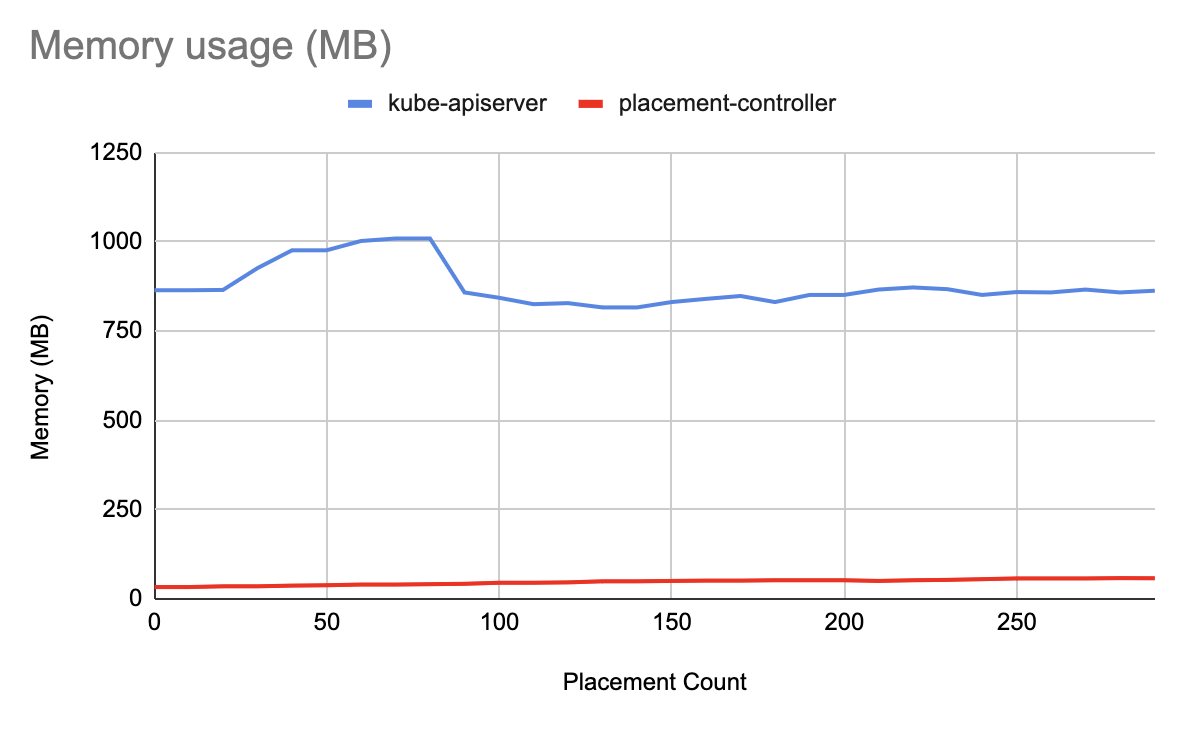 Memory usage (MB)
kube-apiserver placement-controller
1250
1000
750
500
250
0
Memory (MB)
0 50 100 150 200 250
Placement Count